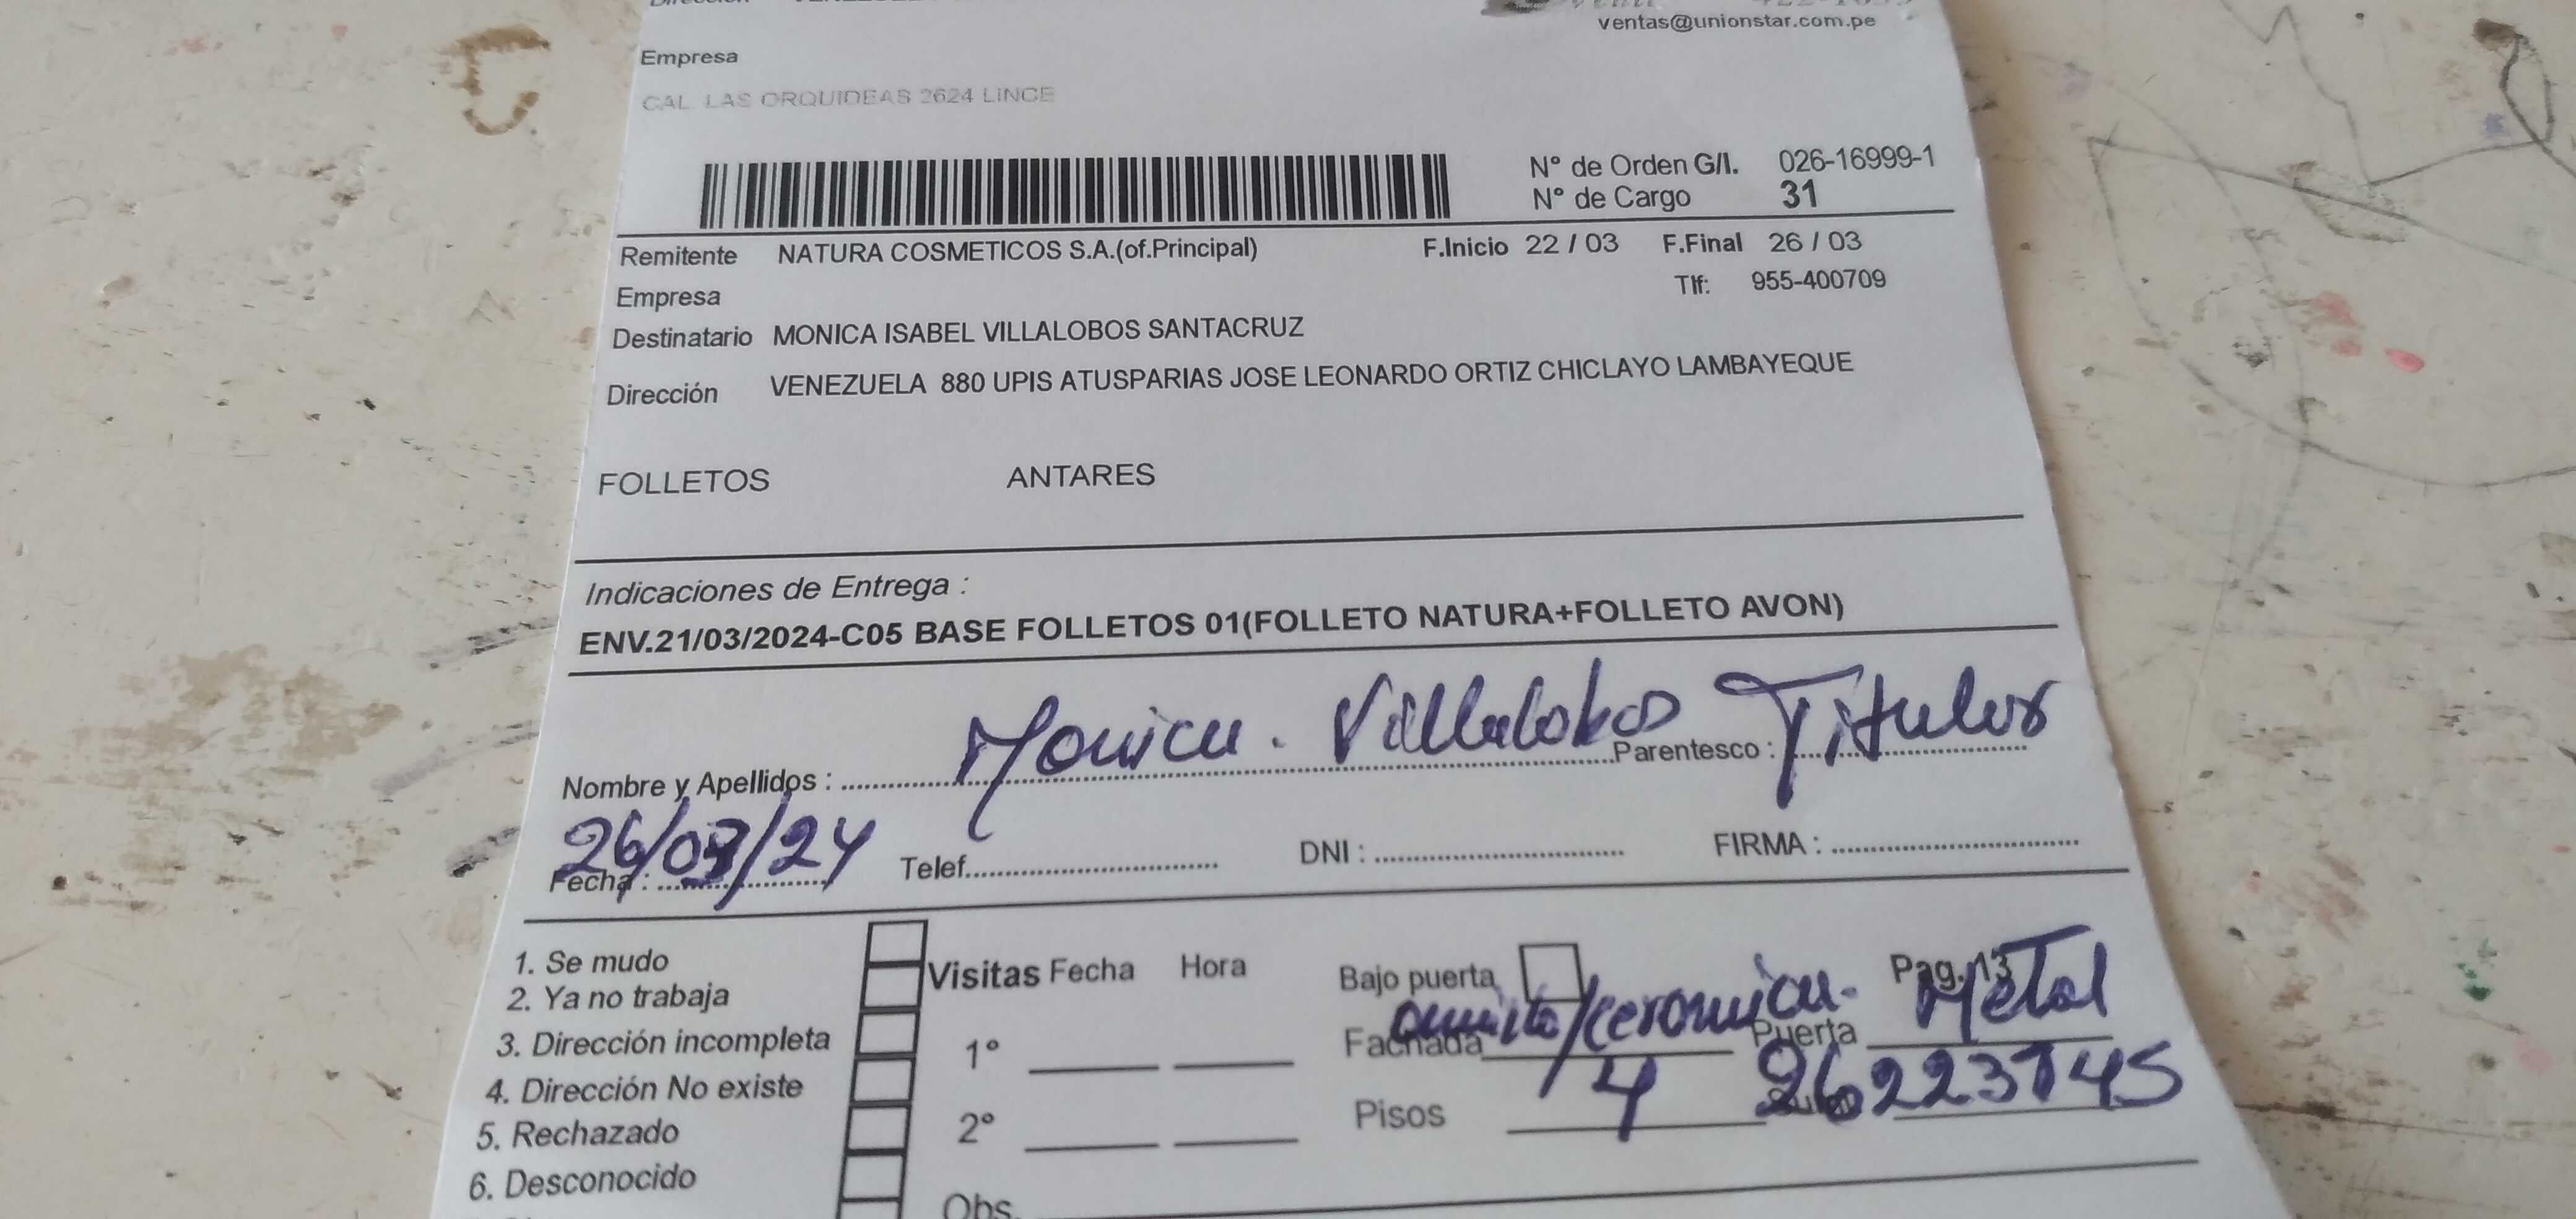 Dirección
ventas@unionstar.com.pe
Empresa
CAL LAS ORQUIDEAS 2624 LINCE
N° de Orden G/I. 026-16999-1
N° de Cargo 31
Remitente NATURA COSMETICOS S.A.(of.Principal) F.Inicio 22 / 03 F.Final 26 / 03
Empresa Tlf: 955-400709
Destinatario MONICA ISABEL VILLALOBOS SANTACRUZ
Dirección VENEZUELA 880 UPIS ATUSPARIAS JOSE LEONARDO ORTIZ CHICLAYO LAMBAYEQUE
FOLLETOS ANTARES
Indicaciones de Entrega :
ENV.21/03/2024-C05 BASE FOLLETOS 01(FOLLETO NATURA+FOLLETO AVON)
Nombre y Apellidos : Monica. Villalobos Parentesco : Titular
Fecha : 26/03/24 Telef. DNI : FIRMA :
1. Se mudo
2. Ya no trabaja
3. Dirección incompleta
4. Dirección No existe
5. Rechazado
6. Desconocido
Visitas Fecha Hora
1°
2°
Obs.
Bajo puerta Pag. 13
Fachada /ceromica. Puerta Metal
Pisos 4